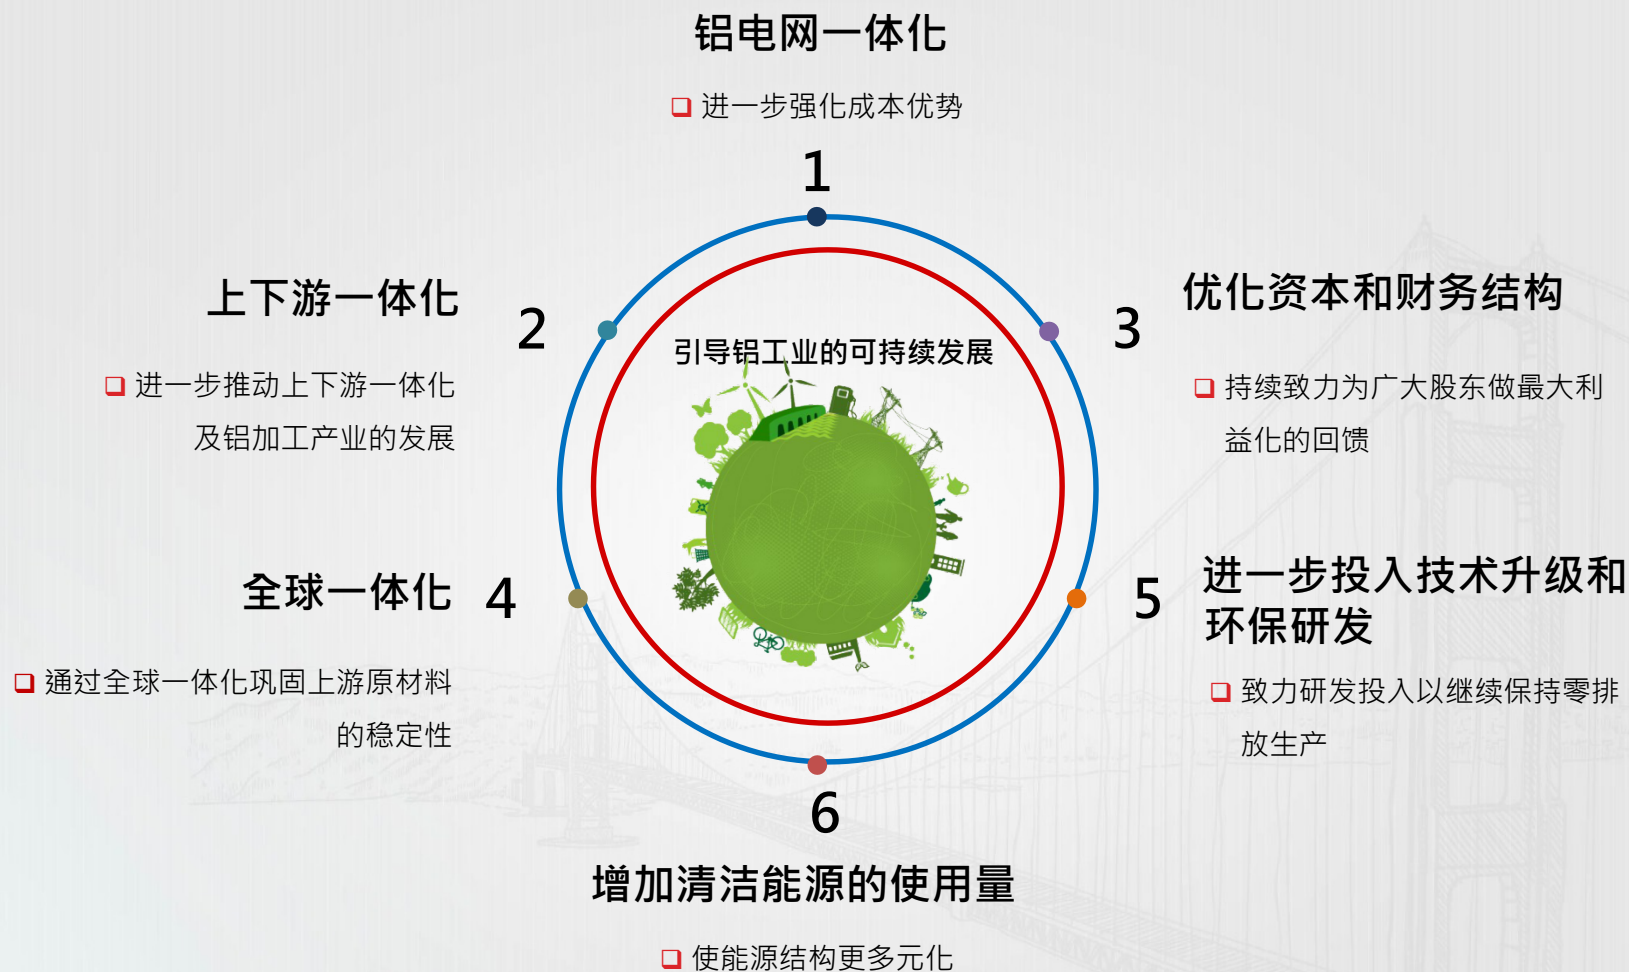 铝电网一体化
进一步强化成本优势
1
上下游一体化
2
进一步推动上下游一体化
及铝加工产业的发展
3
优化资本和财务结构
持续致力为广大股东做最大利
益化的回馈
引导铝工业的可持续发展
全球一体化
4
通过全球一体化巩固上游原材料
的稳定性
5
进一步投入技术升级和
环保研发
致力研发投入以继续保持零排
放生产
6
增加清洁能源的使用量
使能源结构更多元化